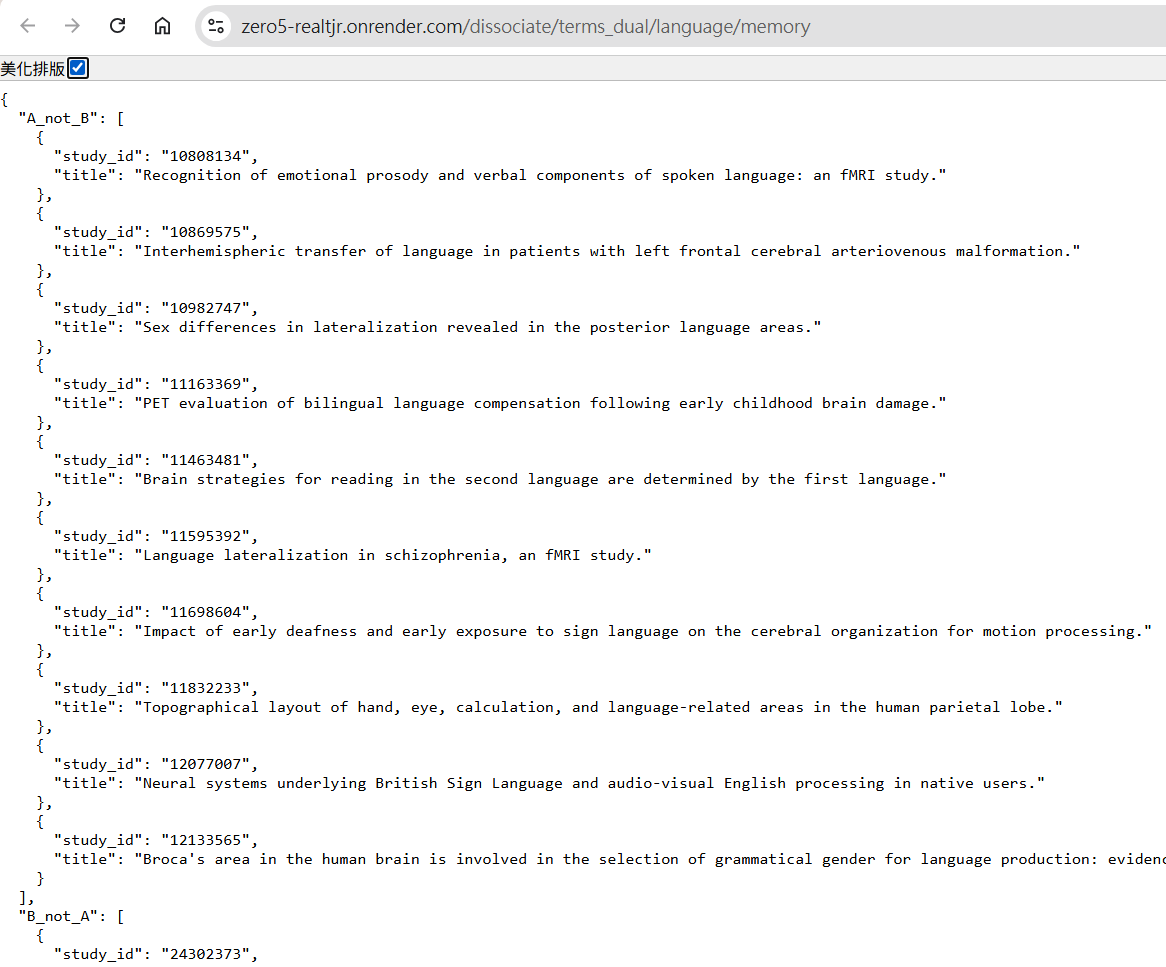 zero5-realtjr.onrender.com/dissociate/terms_dual/language/memory
美化排版
{
  "A_not_B": [
    {
      "study_id": "10808134",
      "title": "Recognition of emotional prosody and verbal components of spoken language: an fMRI study."
    },
    {
      "study_id": "10869575",
      "title": "Interhemispheric transfer of language in patients with left frontal cerebral arteriovenous malformation."
    },
    {
      "study_id": "10982747",
      "title": "Sex differences in lateralization revealed in the posterior language areas."
    },
    {
      "study_id": "11163369",
      "title": "PET evaluation of bilingual language compensation following early childhood brain damage."
    },
    {
      "study_id": "11463481",
      "title": "Brain strategies for reading in the second language are determined by the first language."
    },
    {
      "study_id": "11595392",
      "title": "Language lateralization in schizophrenia, an fMRI study."
    },
    {
      "study_id": "11698604",
      "title": "Impact of early deafness and early exposure to sign language on the cerebral organization for motion processing."
    },
    {
      "study_id": "11832233",
      "title": "Topographical layout of hand, eye, calculation, and language-related areas in the human parietal lobe."
    },
    {
      "study_id": "12077007",
      "title": "Neural systems underlying British Sign Language and audio-visual English processing in native users."
    },
    {
      "study_id": "12133565",
      "title": "Broca's area in the human brain is involved in the selection of grammatical gender for language production:
    }
  ],
  "B_not_A": [
    {
      "study_id": "24302373",